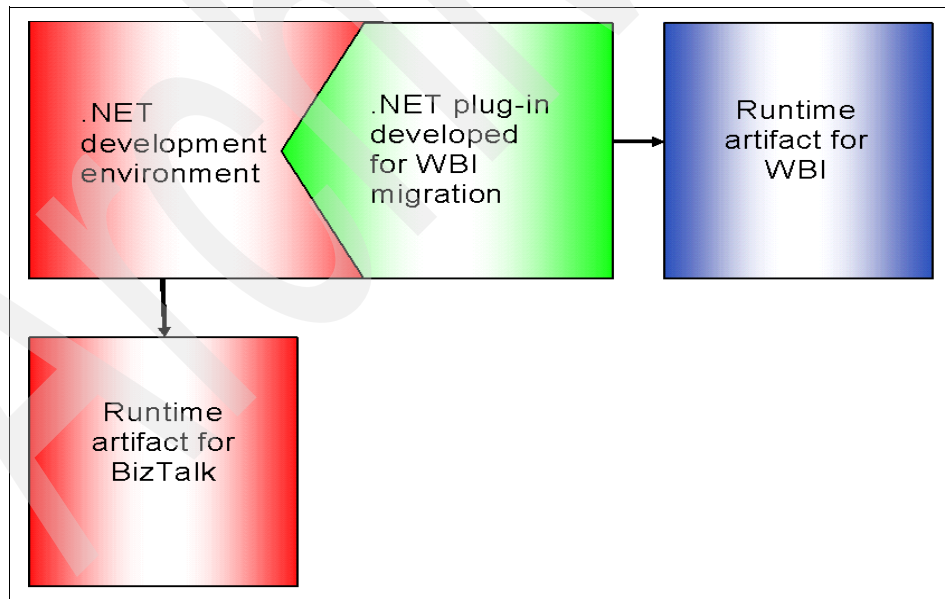 .NET
development
environment
.NET plug-in
developed
for WBI
migration
Runtime
artifact for
WBI
Runtime
artifact for
BizTalk